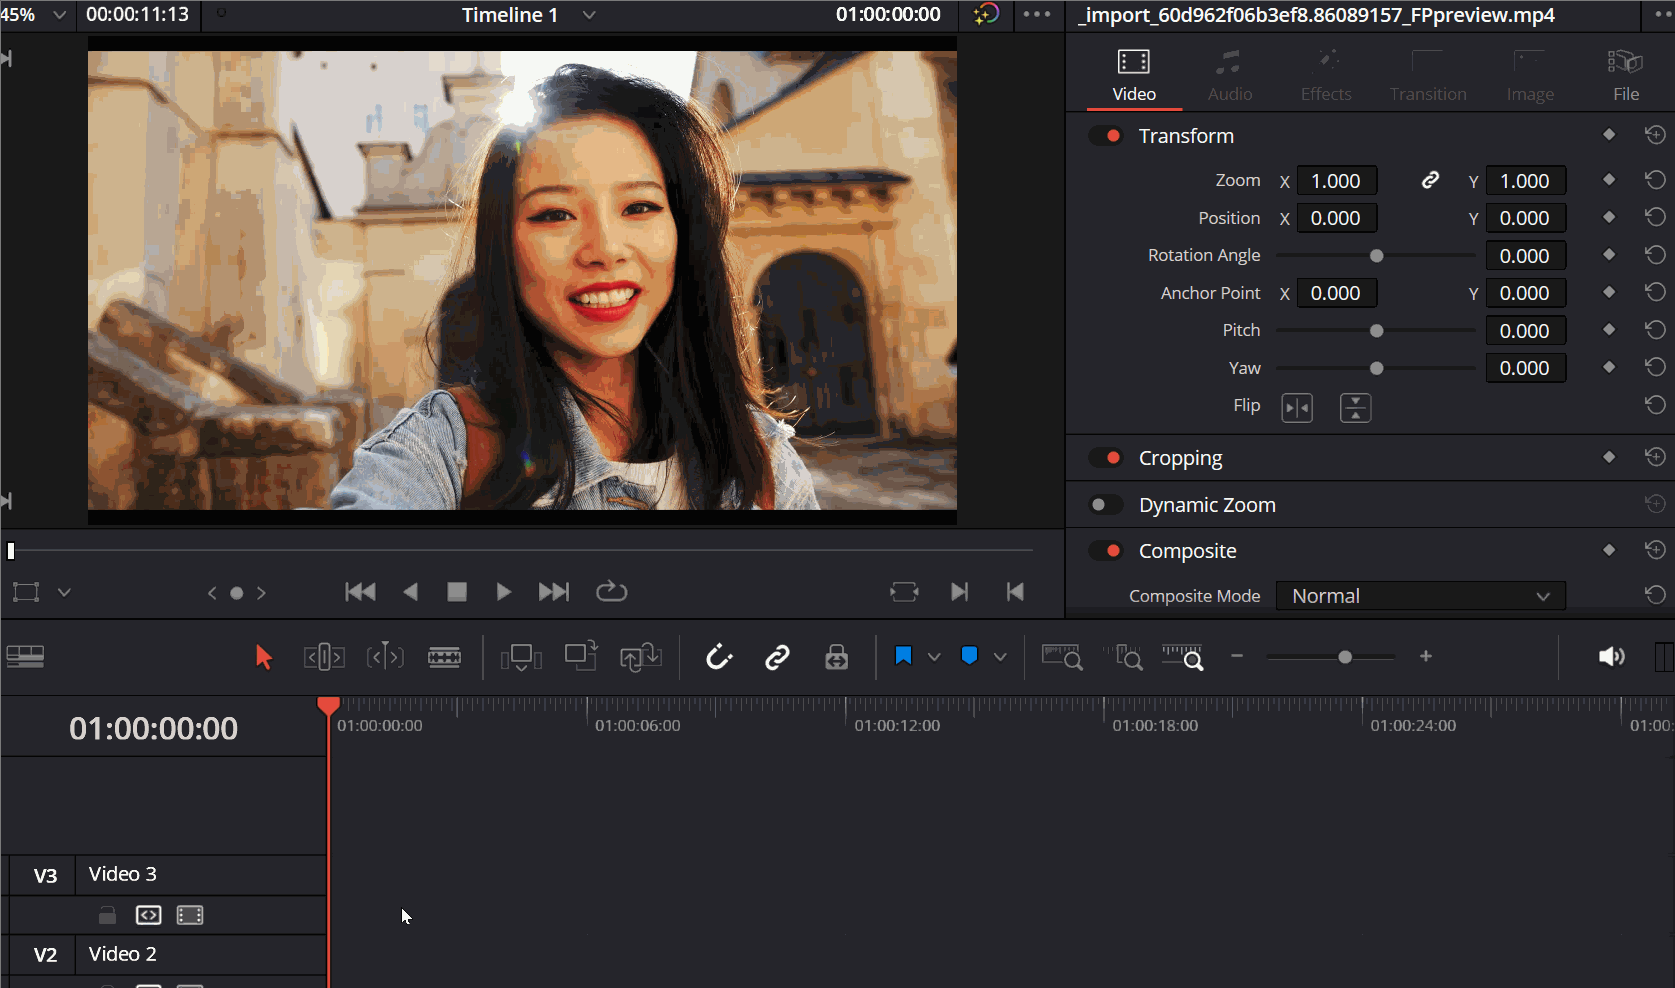 45% 00:00:11:13 Timeline 1 01:00:00:00 _import_60d962f06b3ef8.86089157_FPpreview.mp4
Video Audio Effects Transition Image File
Transform
Zoom X 1.000 Y 1.000
Position X 0.000 Y 0.000
Rotation Angle 0.000
Anchor Point X 0.000 Y 0.000
Pitch 0.000
Yaw 0.000
Flip
Cropping
Dynamic Zoom
Composite
Composite Mode Normal
01:00:00:00
01:00:00:00 01:00:06:00 01:00:12:00 01:00:18:00 01:00:24:00 01:00:
V3 Video 3
V2 Video 2